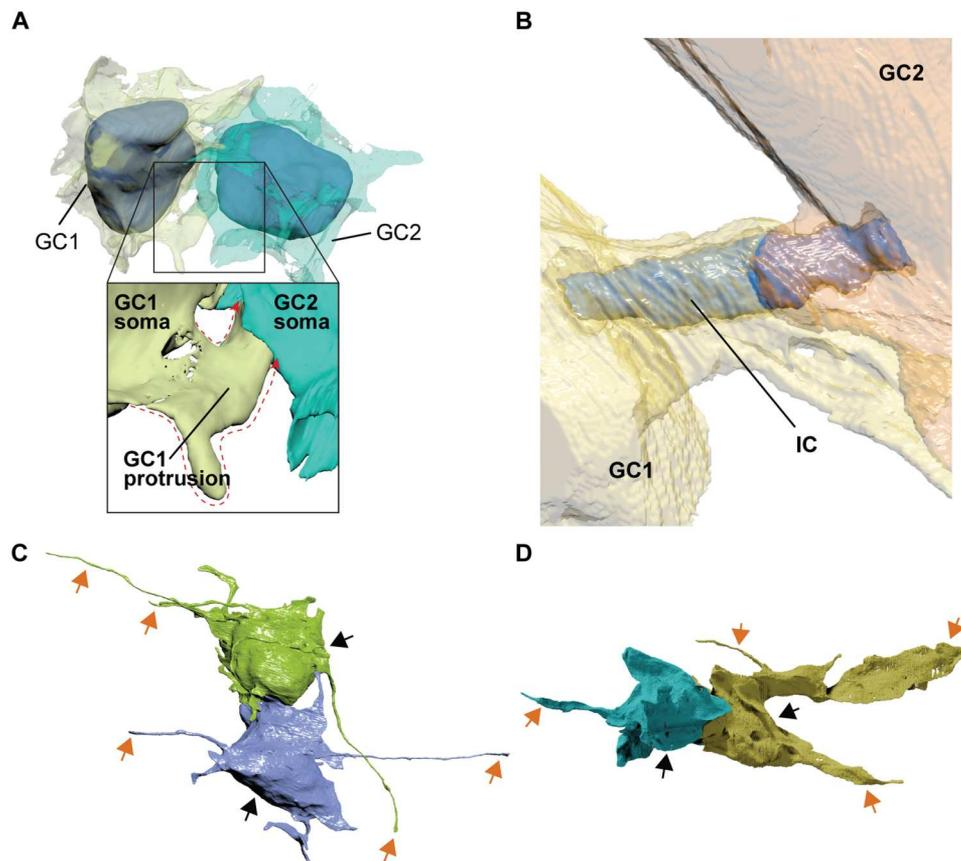 A
B
GC2
GC1
GC2
GC1
soma
GC2
soma
GC1
protrusion
IC
GC1
C
D